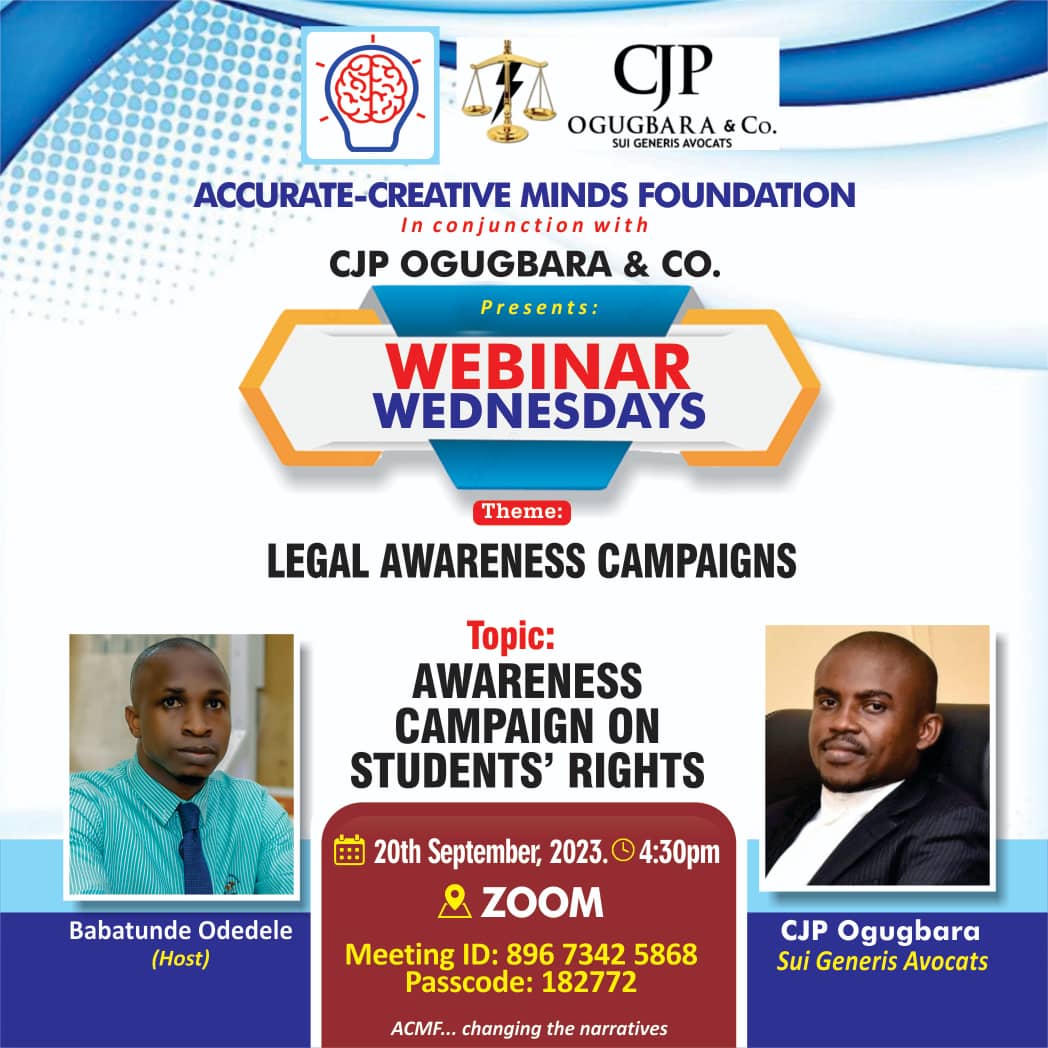 CJP
OGUGBARA & Co.
SUI GENERIS AVOCATS
ACCURATE-CREATIVE MINDS FOUNDATION
In conjunction with
CJP OGUGBARA & CO.
Presents:
WEBINAR
WEDNESDAYS
Theme:
LEGAL AWARENESS CAMPAIGNS
Topic:
AWARENESS
CAMPAIGN ON
STUDENTS' RIGHTS
20th September, 2023. 4:30pm
ZOOM
Meeting ID: 896 7342 5868
Passcode: 182772
ACMF... changing the narratives
Babatunde Odedele
(Host)
CJP Ogugbara
Sui Generis Avocats